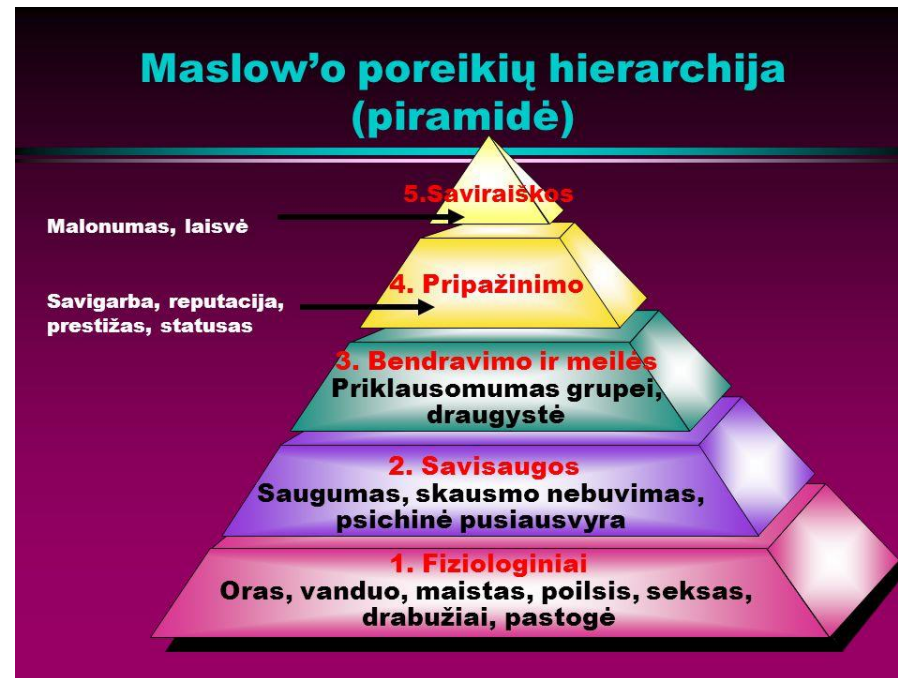 Maslow’o poreikių hierarchija
(piramidė)
5.Saviraiškos
Malonumas, laisvė
4. Pripažinimo
Savigarba, reputacija,
prestižas, statusas
3. Bendravimo ir meilės
Priklausomumas grupei,
draugystė
2. Savisaugos
Saugumas, skausmo nebuvimas,
psichinė pusiausvyra
1. Fiziologiniai
Oras, vanduo, maistas, poilsis, seksas,
drabužiai, pastogė